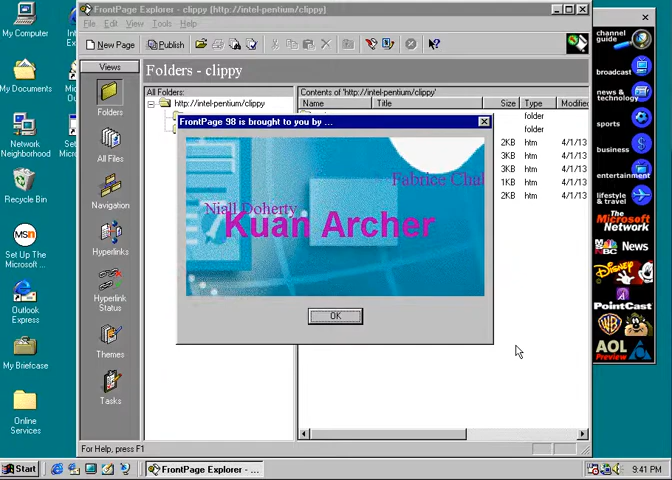 My Computer
My Documents
Network
Neighborhood
Recycle Bin
Set Up The
Microsoft ...
Outlook
Express
My Briefcase
Online
Services
FrontPage Explorer - clippy (http://intel-pentium/clippy)
File Edit View Tools Help
New Page
Publish
Views
Folders
All Files
Navigation
Hyperlinks
Hyperlink
Status
Themes
Tasks
Folders - clippy
All Folders
http://intel-pentium/clippy
Contents of 'http://intel-pentium/clippy'
Name Title Size Type Modified
folder
folder
2KB htm 4/1/13
3KB htm 4/1/13
3KB htm 4/1/13
1KB htm 4/1/13
2KB htm 4/1/13
FrontPage 98 is brought to you by ...
Fabrice Chal
Niall Doherty
Kuan Archer
OK
For Help, press F1
channel
guide
broadcast
news &
technology
sports
business
entertainment
lifestyle &
travel
The
Microsoft
Network
MSNBC News
Disney
PointCast
WB
AOL
Preview
Start
FrontPage Explorer - ...
9:41 PM